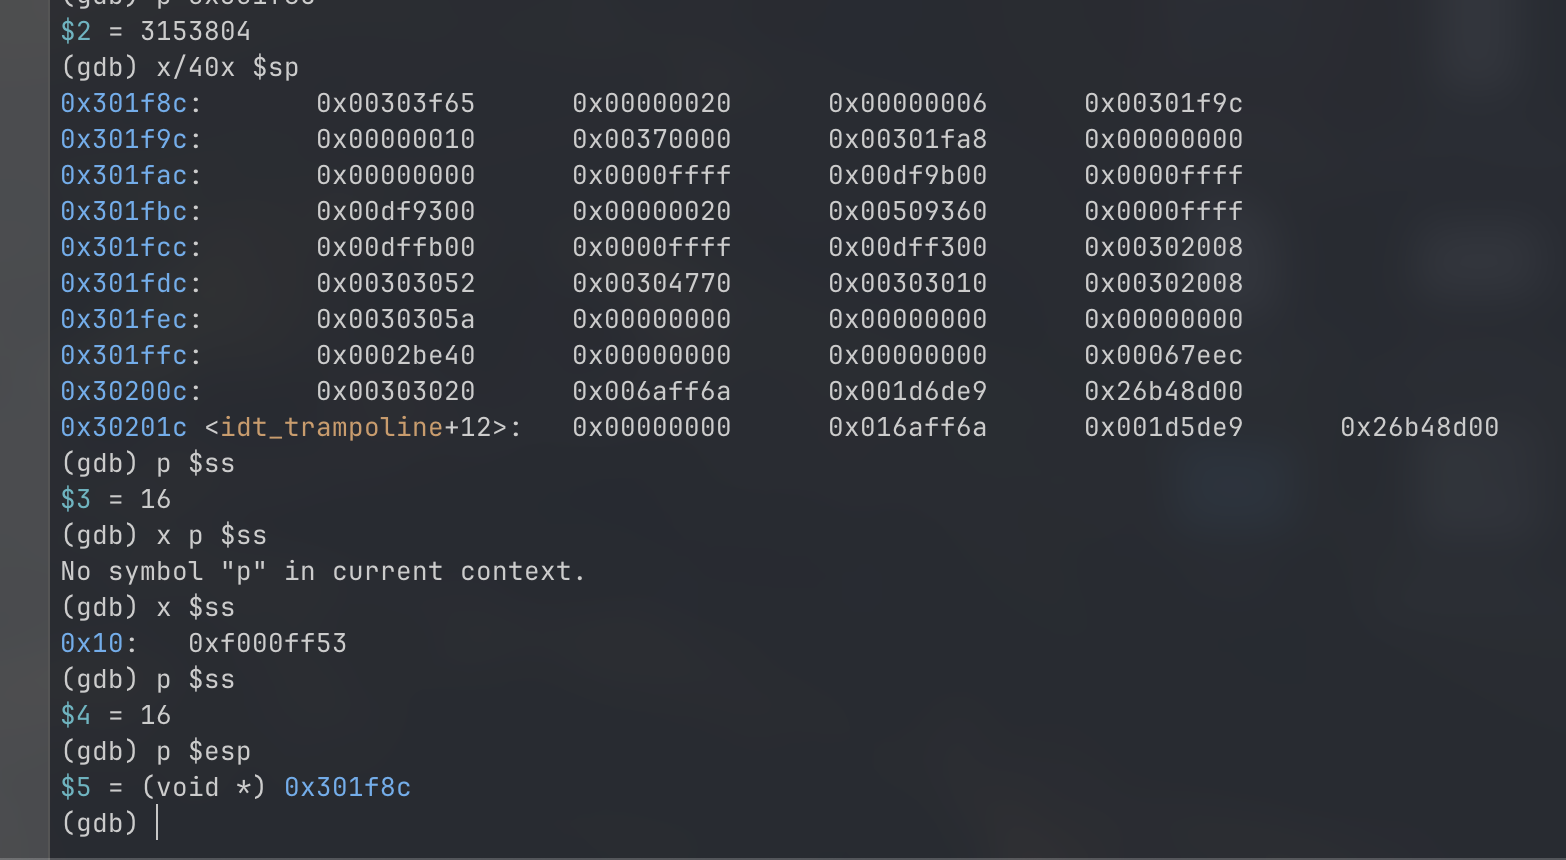 (gdb) p 0x301f8c
$2 = 3153804
(gdb) x/40x $sp
0x301f8c: 0x00303f65 0x00000020 0x00000006 0x00301f9c
0x301f9c: 0x00000010 0x00370000 0x00301fa8 0x00000000
0x301fac: 0x00000000 0x0000ffff 0x00df9b00 0x0000ffff
0x301fbc: 0x00df9300 0x00000020 0x00509360 0x0000ffff
0x301fcc: 0x00dffb00 0x0000ffff 0x00dff300 0x00302008
0x301fdc: 0x00303052 0x00304770 0x00303010 0x00302008
0x301fec: 0x0030305a 0x00000000 0x00000000 0x00000000
0x301ffc: 0x0002be40 0x00000000 0x00000000 0x00067eec
0x30200c: 0x00303020 0x006aff6a 0x001d6de9 0x26b48d00
0x30201c <idt_trampoline+12>: 0x00000000 0x016aff6a 0x001d5de9 0x26b48d00
(gdb) p $ss
$3 = 16
(gdb) x p $ss
No symbol "p" in current context.
(gdb) x $ss
0x10: 0xf000ff53
(gdb) p $ss
$4 = 16
(gdb) p $esp
$5 = (void *) 0x301f8c
(gdb)